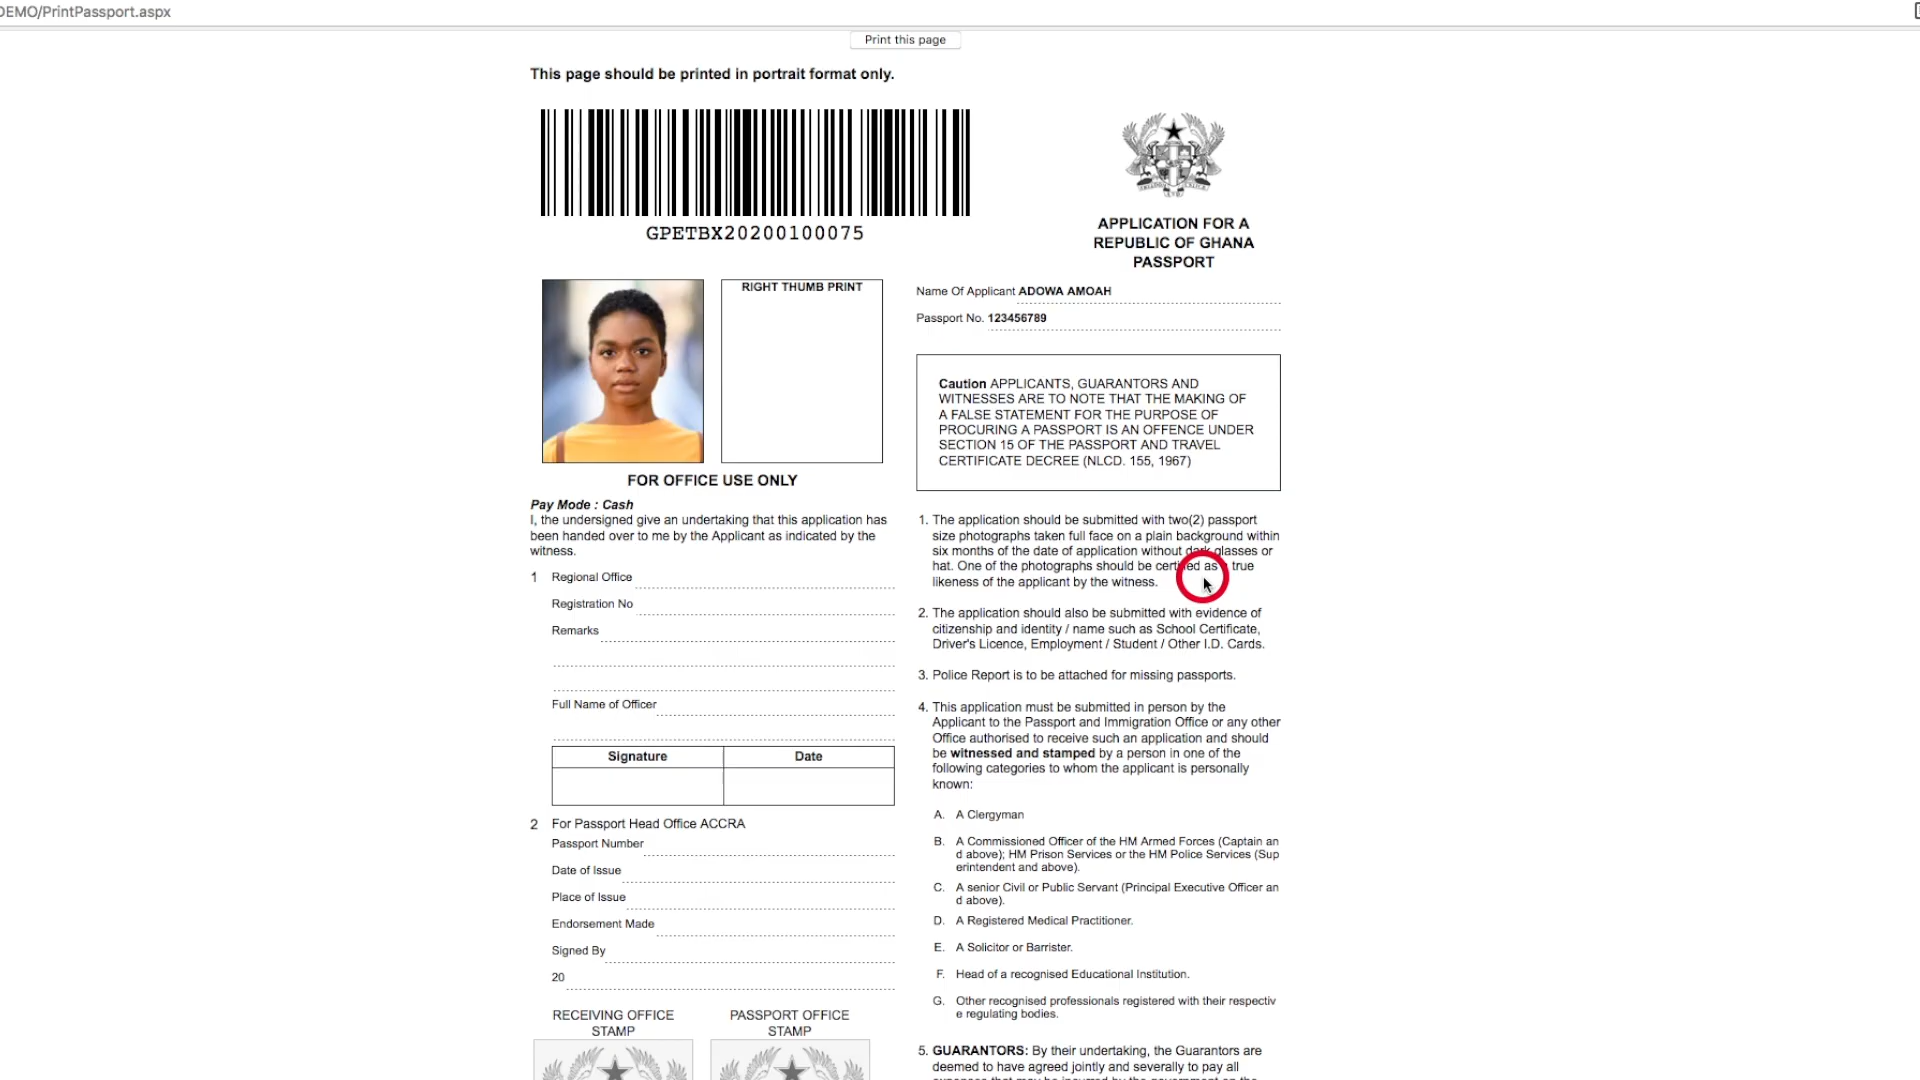 DEMO/PrintPassport.aspx
Print this page
This page should be printed in portrait format only.
GPETBX20200100075
APPLICATION FOR A
REPUBLIC OF GHANA
PASSPORT
RIGHT THUMB PRINT
FOR OFFICE USE ONLY
Pay Mode : Cash
I, the undersigned give an undertaking that this application has
been handed over to me by the Applicant as indicated by the
witness.
1 Regional Office
Registration No
Remarks
Full Name of Officer
Signature Date
2 For Passport Head Office ACCRA
Passport Number
Date of Issue
Place of Issue
Endorsement Made
Signed By
20
RECEIVING OFFICE
STAMP
PASSPORT OFFICE
STAMP
Name Of Applicant ADOWA AMOAH
Passport No. 123456789
Caution APPLICANTS, GUARANTORS AND
WITNESSES ARE TO NOTE THAT THE MAKING OF
A FALSE STATEMENT FOR THE PURPOSE OF
PROCURING A PASSPORT IS AN OFFENCE UNDER
SECTION 15 OF THE PASSPORT AND TRAVEL
CERTIFICATE DECREE (NLCD. 155, 1967)
1. The application should be submitted with two(2) passport
size photographs taken full face on a plain background within
six months of the date of application without dark glasses or
hat. One of the photographs should be certified as a true
likeness of the applicant by the witness.
2. The application should also be submitted with evidence of
citizenship and identity / name such as School Certificate,
Driver's Licence, Employment / Student / Other I.D. Cards.
3. Police Report is to be attached for missing passports.
4. This application must be submitted in person by the
Applicant to the Passport and Immigration Office or any other
Office authorised to receive such an application and should
be witnessed and stamped by a person in one of the
following categories to whom the applicant is personally
known:
A. A Clergyman
B. A Commissioned Officer of the HM Armed Forces (Captain an
d above); HM Prison Services or the HM Police Services (Sup
erintendent and above).
C. A senior Civil or Public Servant (Principal Executive Officer an
d above).
D. A Registered Medical Practitioner.
E. A Solicitor or Barrister.
F. Head of a recognised Educational Institution.
G. Other recognised professionals registered with their respectiv
e regulating bodies.
5. GUARANTORS: By their undertaking, the Guarantors are
deemed to have agreed jointly and severally to pay all